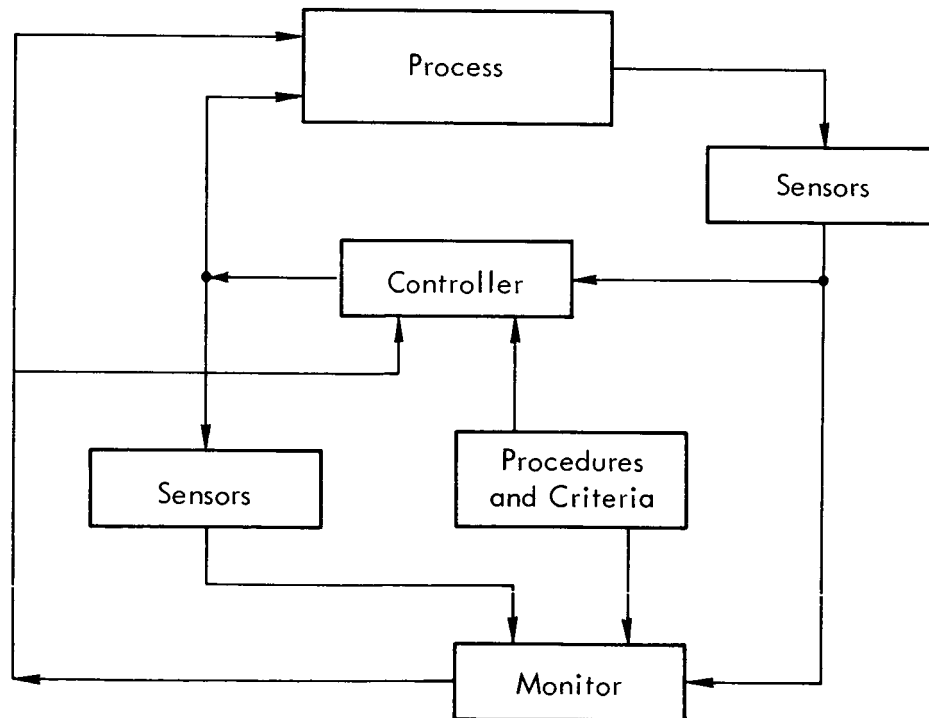 Process
Sensors
Controller
Procedures
and Criteria
Sensors
Monitor